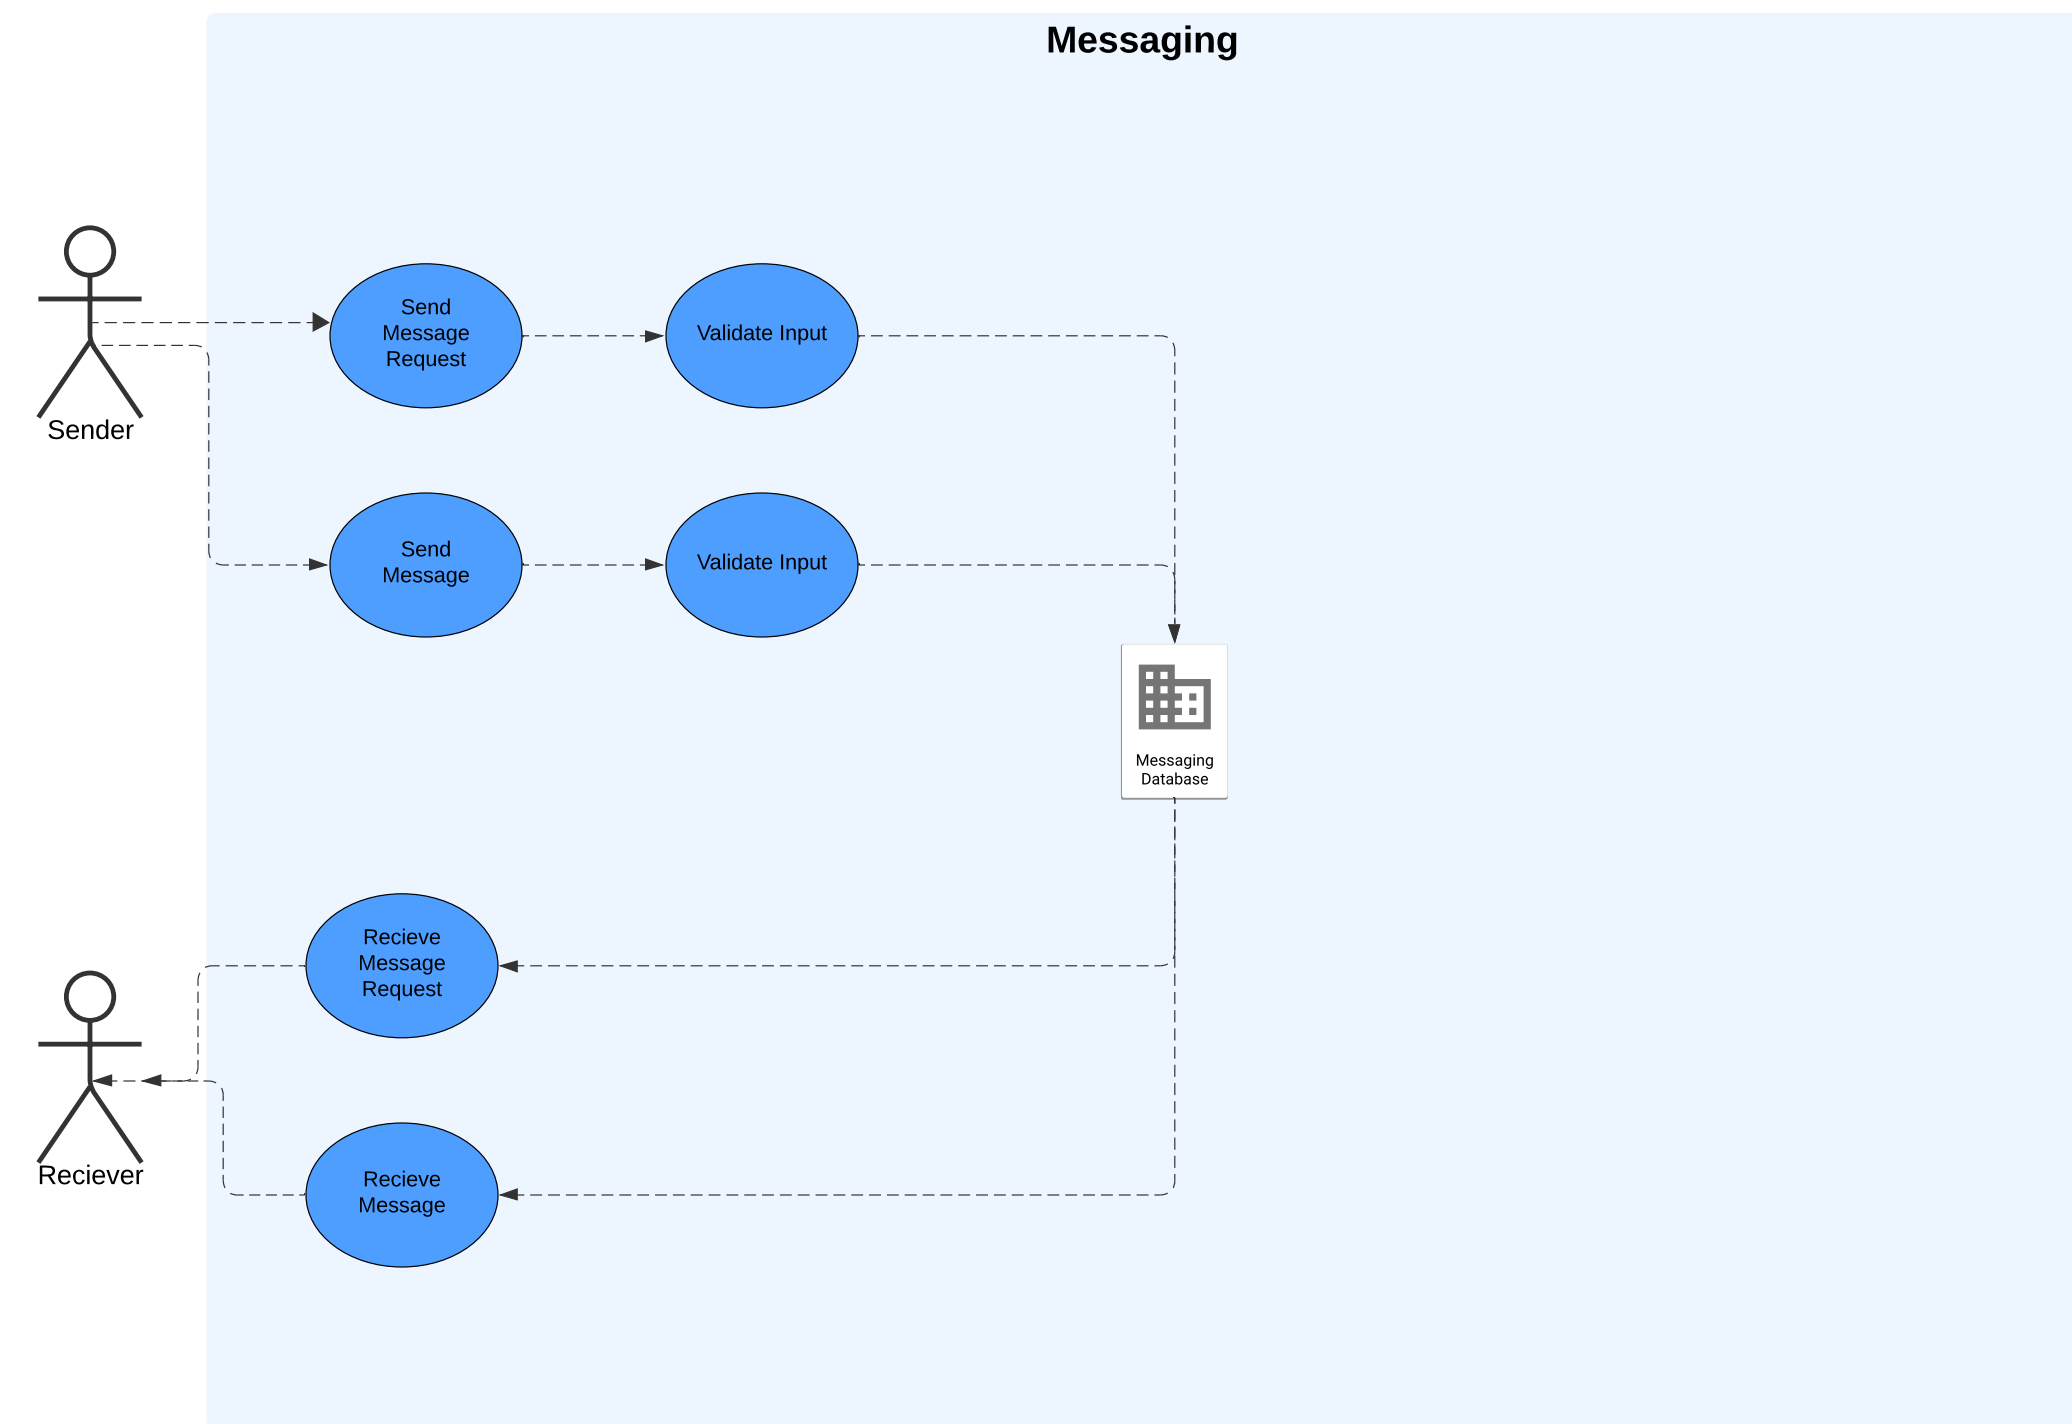 Messaging
Send
Message
Request
Validate Input
Sender
Send
Message
Validate Input
Messaging
Database
Recieve
Message
Request
Reciever
Recieve
Message